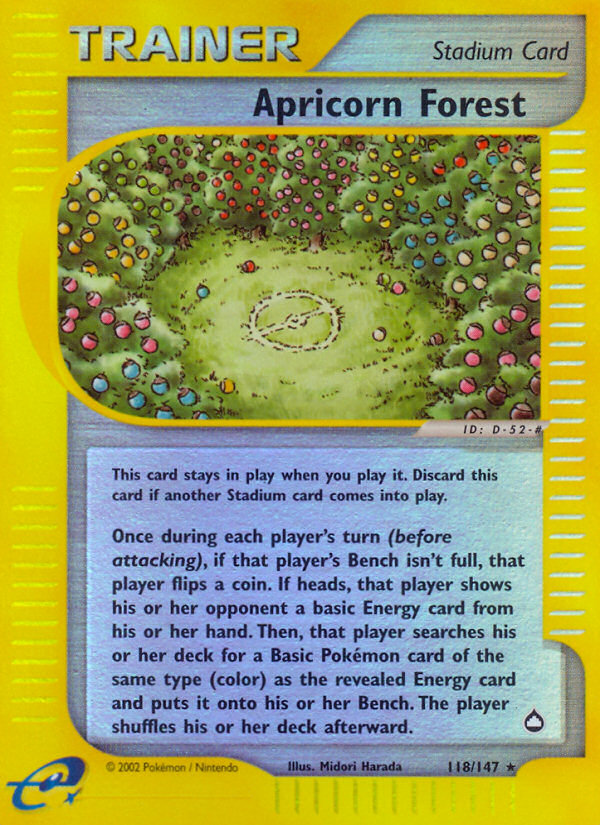 TRAINER
Stadium Card
Apricorn Forest
ID: D-52-#
This card stays in play when you play it. Discard this
card if another Stadium card comes into play.
Once during each player's turn (before
attacking), if that player's Bench isn't full, that
player flips a coin. If heads, that player shows
his or her opponent a basic Energy card from
his or her hand. Then, that player searches his
or her deck for a Basic Pokémon card of the
same type (color) as the revealed Energy card
and puts it onto his or her Bench. The player
shuffles his or her deck afterward.
© 2002 Pokémon / Nintendo
Illus. Midori Harada
118/147 ★
e